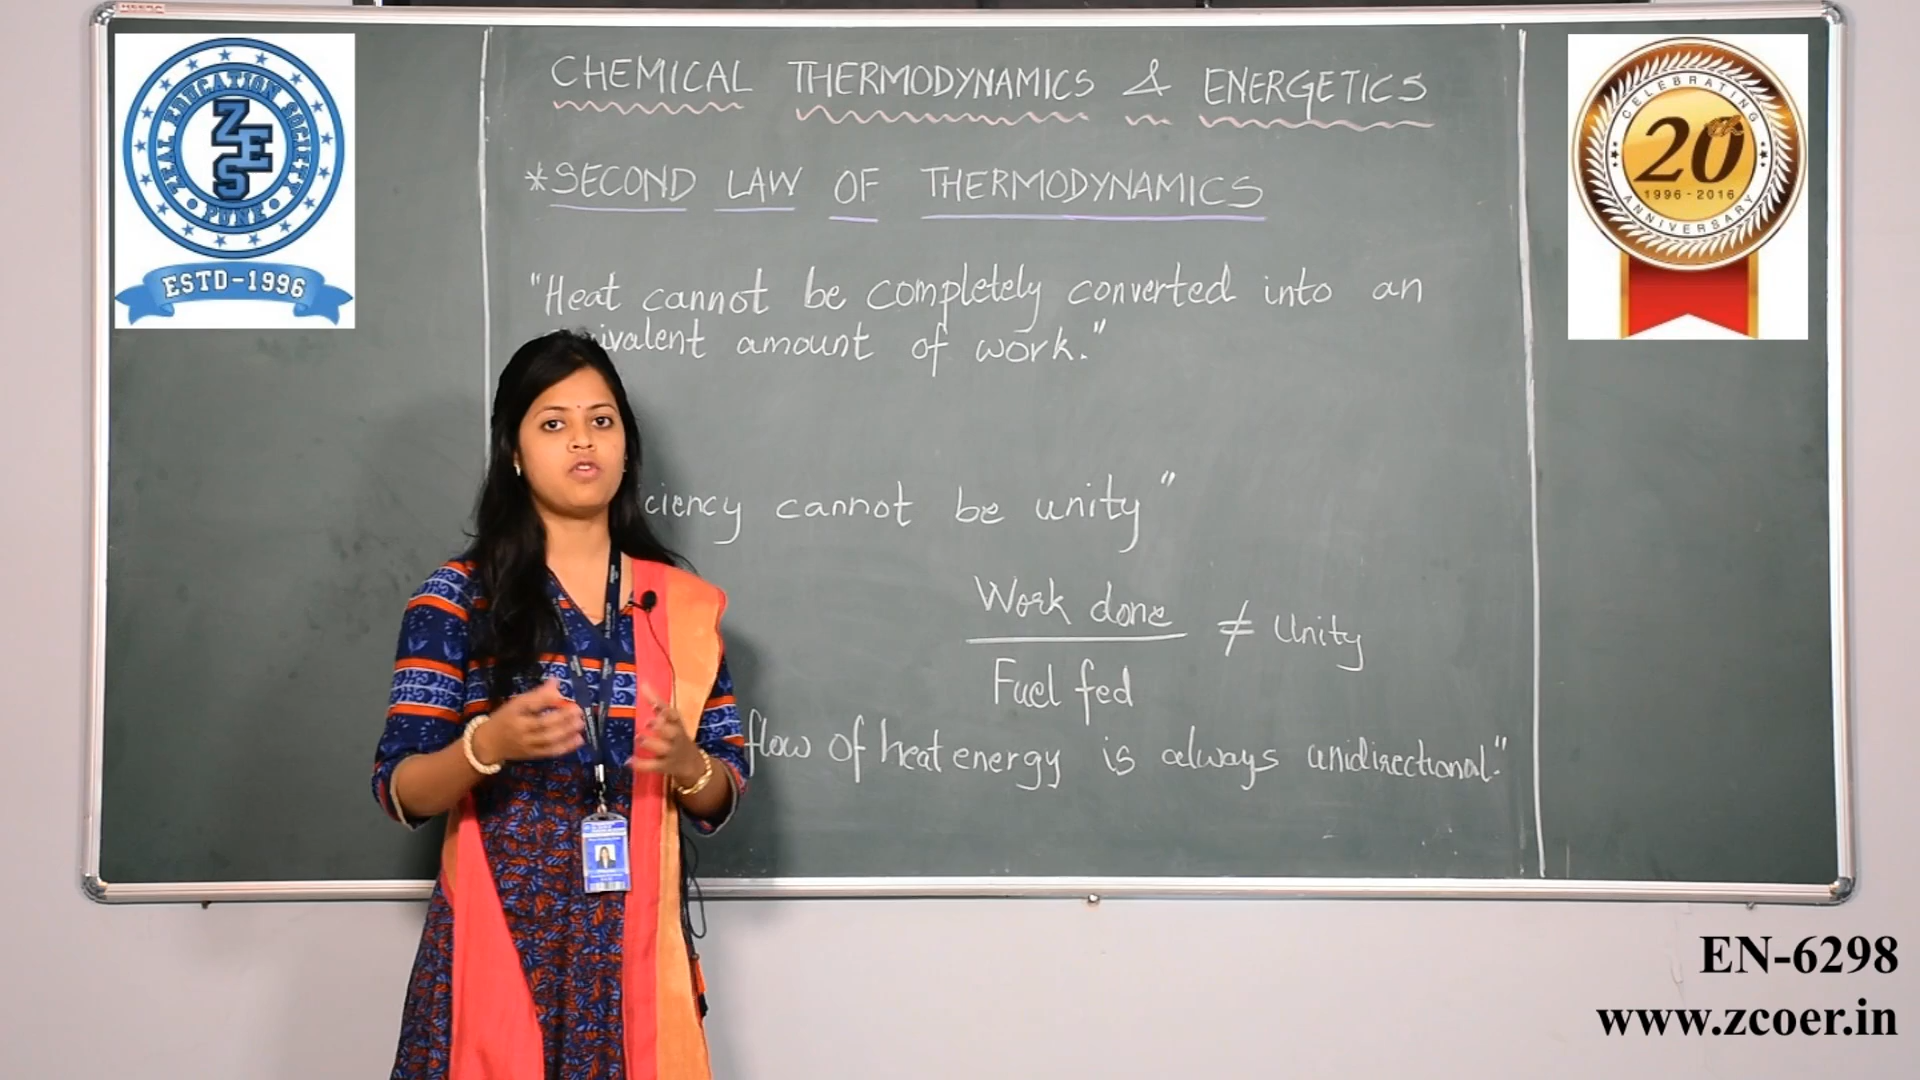 CHEMICAL THERMODYNAMICS & ENERGETICS
*SECOND LAW OF THERMODYNAMICS
"Heat cannot be completely converted into an
ivalent amount of work."
ciency cannot be unity"
Work done
Fuel fed
≠ Unity
flow of heat energy is always unidirectional."
ZEAL EDUCATION SOCIETY
ZES
• PUNE •
ESTD-1996
CELEBRATING
20th
1996-2016
ANNIVERSARY
EN-6298
www.zcoer.in